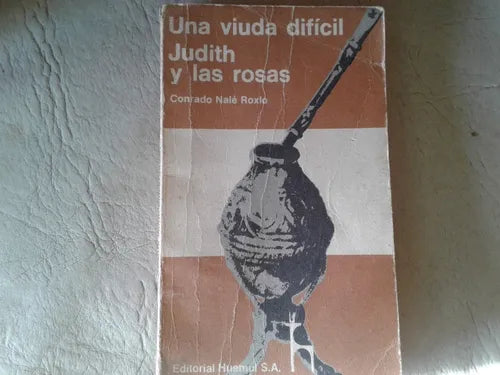 Una viuda difícil
Judith
y las rosas
Conrado Nalé Roxlo
Editorial Huemul S.A.